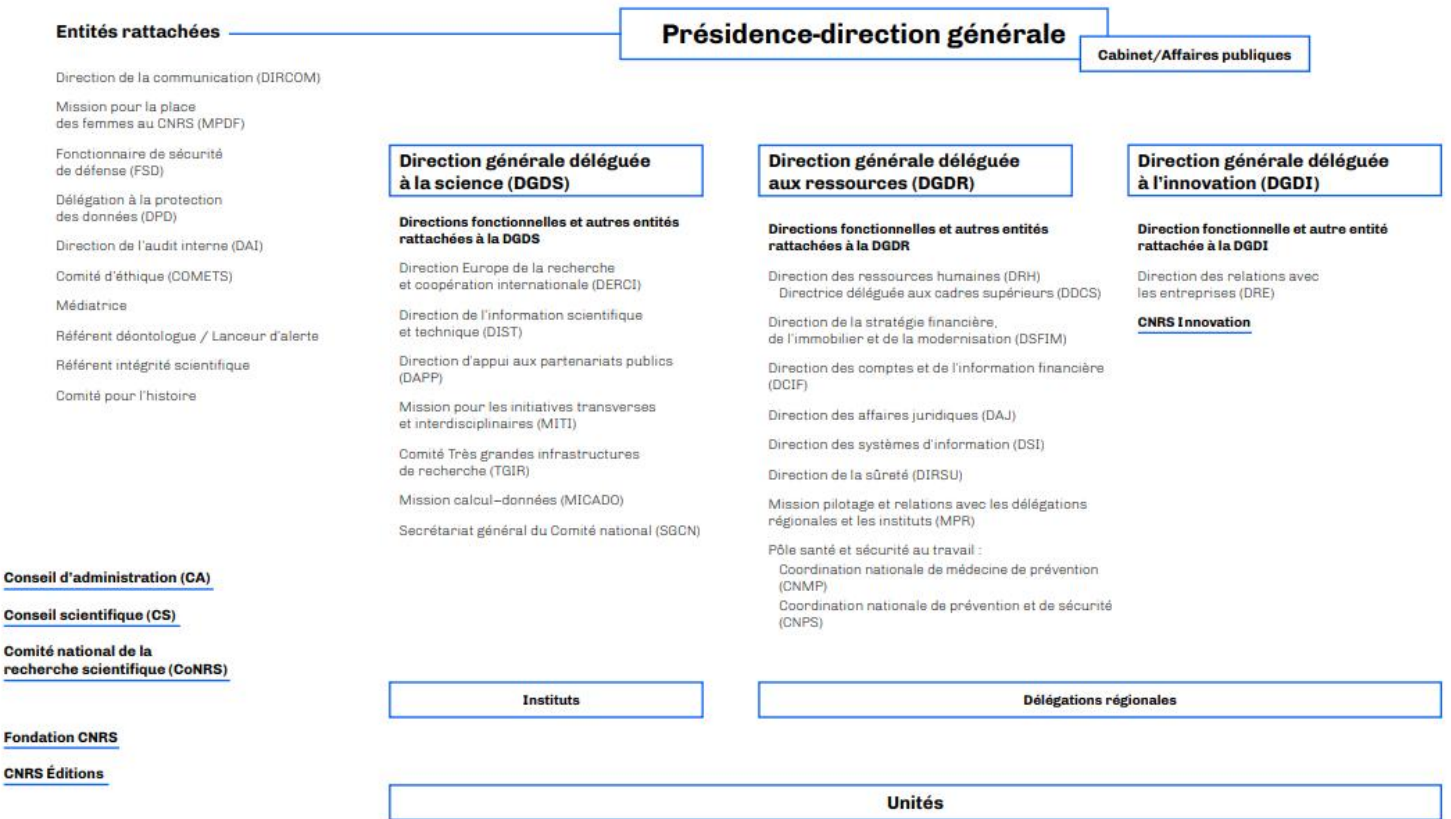 Présidence-direction générale
Cabinet/Affaires publiques
Entités rattachées
Direction de la communication (DIRCOM)
Mission pour la place
des femmes au CNRS (MPDF)
Fonctionnaire de sécurité
de défense (FSD)
Délégation à la protection
des données (DPD)
Direction de l'audit interne (DAI)
Comité d'éthique (COMETS)
Médiatrice
Référent déontologue / Lanceur d'alerte
Référent intégrité scientifique
Comité pour l'histoire
Direction générale déléguée
à la science (DGDS)
Directions fonctionnelles et autres entités
rattachées à la DGDS
Direction Europe de la recherche
et coopération internationale (DERCI)
Direction de l'information scientifique
et technique (DIST)
Direction d'appui aux partenariats publics
(DAPP)
Mission pour les initiatives transverses
et interdisciplinaires (MITI)
Comité Très grandes infrastructures
de recherche (TGIR)
Mission calcul–données (MICADO)
Secrétariat général du Comité national (SGCN)
Direction générale déléguée
aux ressources (DGDR)
Directions fonctionnelles et autres entités
rattachées à la DGDR
Direction des ressources humaines (DRH)
Directrice déléguée aux cadres supérieurs (DDCS)
Direction de la stratégie financière,
de l'immobilier et de la modernisation (DSFIM)
Direction des comptes et de l'information financière
(DCIF)
Direction des affaires juridiques (DAJ)
Direction des systèmes d'information (DSI)
Direction de la sûreté (DIRSU)
Mission pilotage et relations avec les délégations
régionales et les instituts (MPR)
Pôle santé et sécurité au travail :
Coordination nationale de médecine de prévention
(CNMP)
Coordination nationale de prévention et de sécurité
(CNPS)
Direction générale déléguée
à l'innovation (DGDI)
Direction fonctionnelle et autre entité
rattachée à la DGDI
Direction des relations avec
les entreprises (DRE)
CNRS Innovation
Conseil d'administration (CA)
Conseil scientifique (CS)
Comité national de la
recherche scientifique (CoNRS)
Fondation CNRS
CNRS Éditions
Instituts
Délégations régionales
Unités